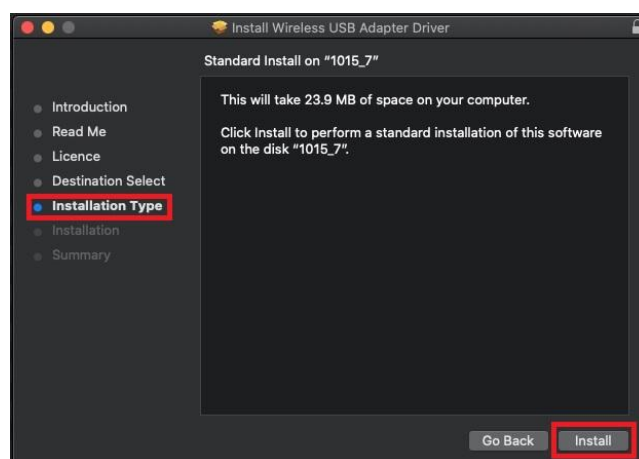 Install Wireless USB Adapter Driver
Standard Install on "1015_7"
Introduction
Read Me
Licence
Destination Select
Installation Type
Installation
Summary
This will take 23.9 MB of space on your computer.
Click Install to perform a standard installation of this software
on the disk "1015_7".
Go Back
Install